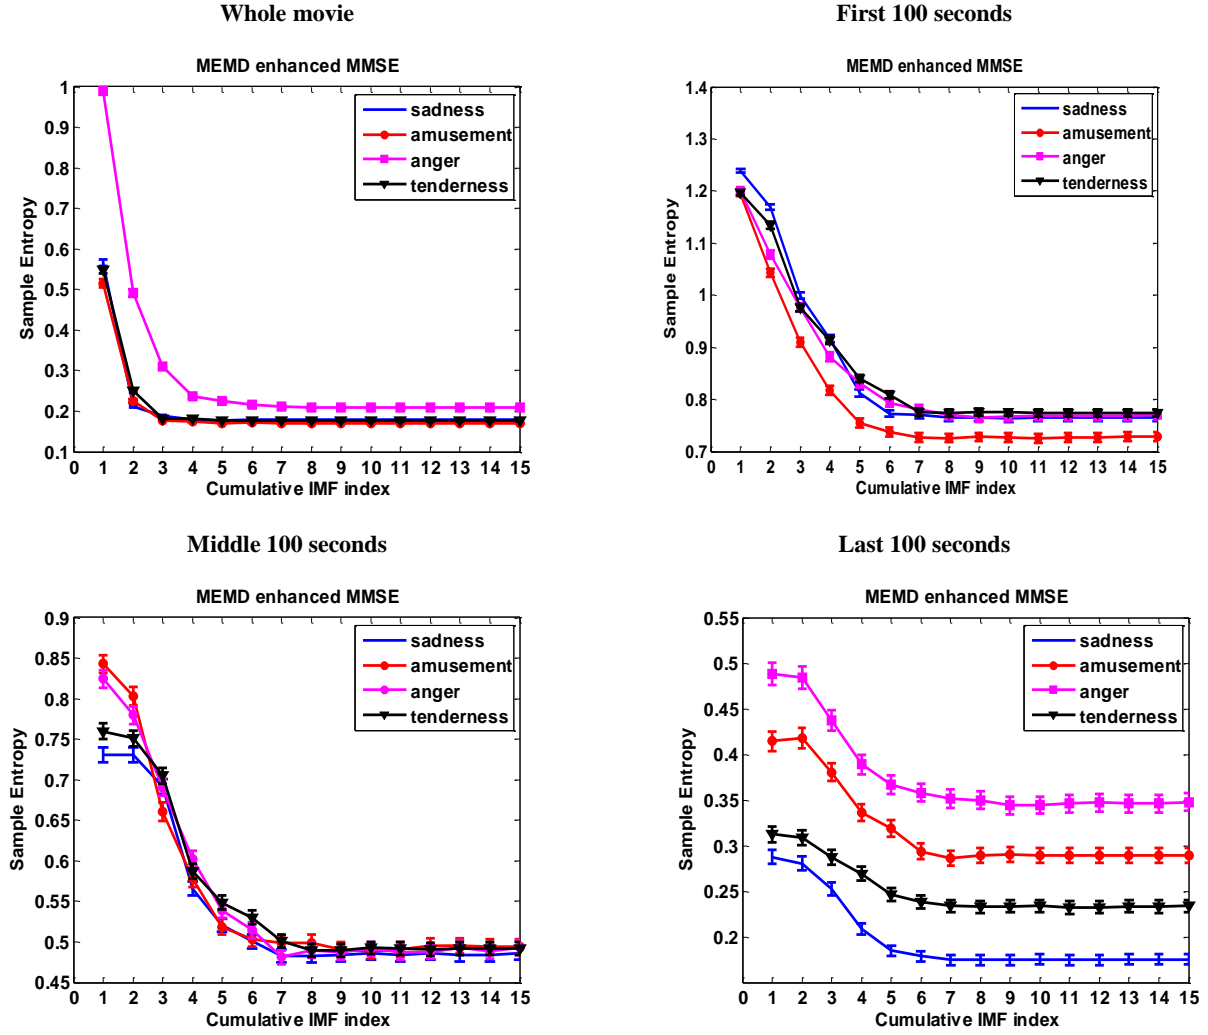 Whole movie
MEMD enhanced MMSE
1
0.9
0.8
0.7
0.6
0.5
0.4
0.3
0.2
0.1
Sample Entropy
sadness
amusement
anger
tenderness
0 1 2 3 4 5 6 7 8 9 10 11 12 13 14 15
Cumulative IMF index
First 100 seconds
MEMD enhanced MMSE
1.4
1.3
1.2
1.1
1
0.9
0.8
0.7
Sample Entropy
sadness
amusement
anger
tenderness
0 1 2 3 4 5 6 7 8 9 10 11 12 13 14 15
Cumulative IMF index
Middle 100 seconds
MEMD enhanced MMSE
0.9
0.85
0.8
0.75
0.7
0.65
0.6
0.55
0.5
0.45
Sample Entropy
sadness
amusement
anger
tenderness
0 1 2 3 4 5 6 7 8 9 10 11 12 13 14 15
Cumulative IMF index
Last 100 seconds
MEMD enhanced MMSE
0.55
0.5
0.45
0.4
0.35
0.3
0.25
0.2
Sample Entropy
sadness
amusement
anger
tenderness
0 1 2 3 4 5 6 7 8 9 10 11 12 13 14 15
Cumulative IMF index